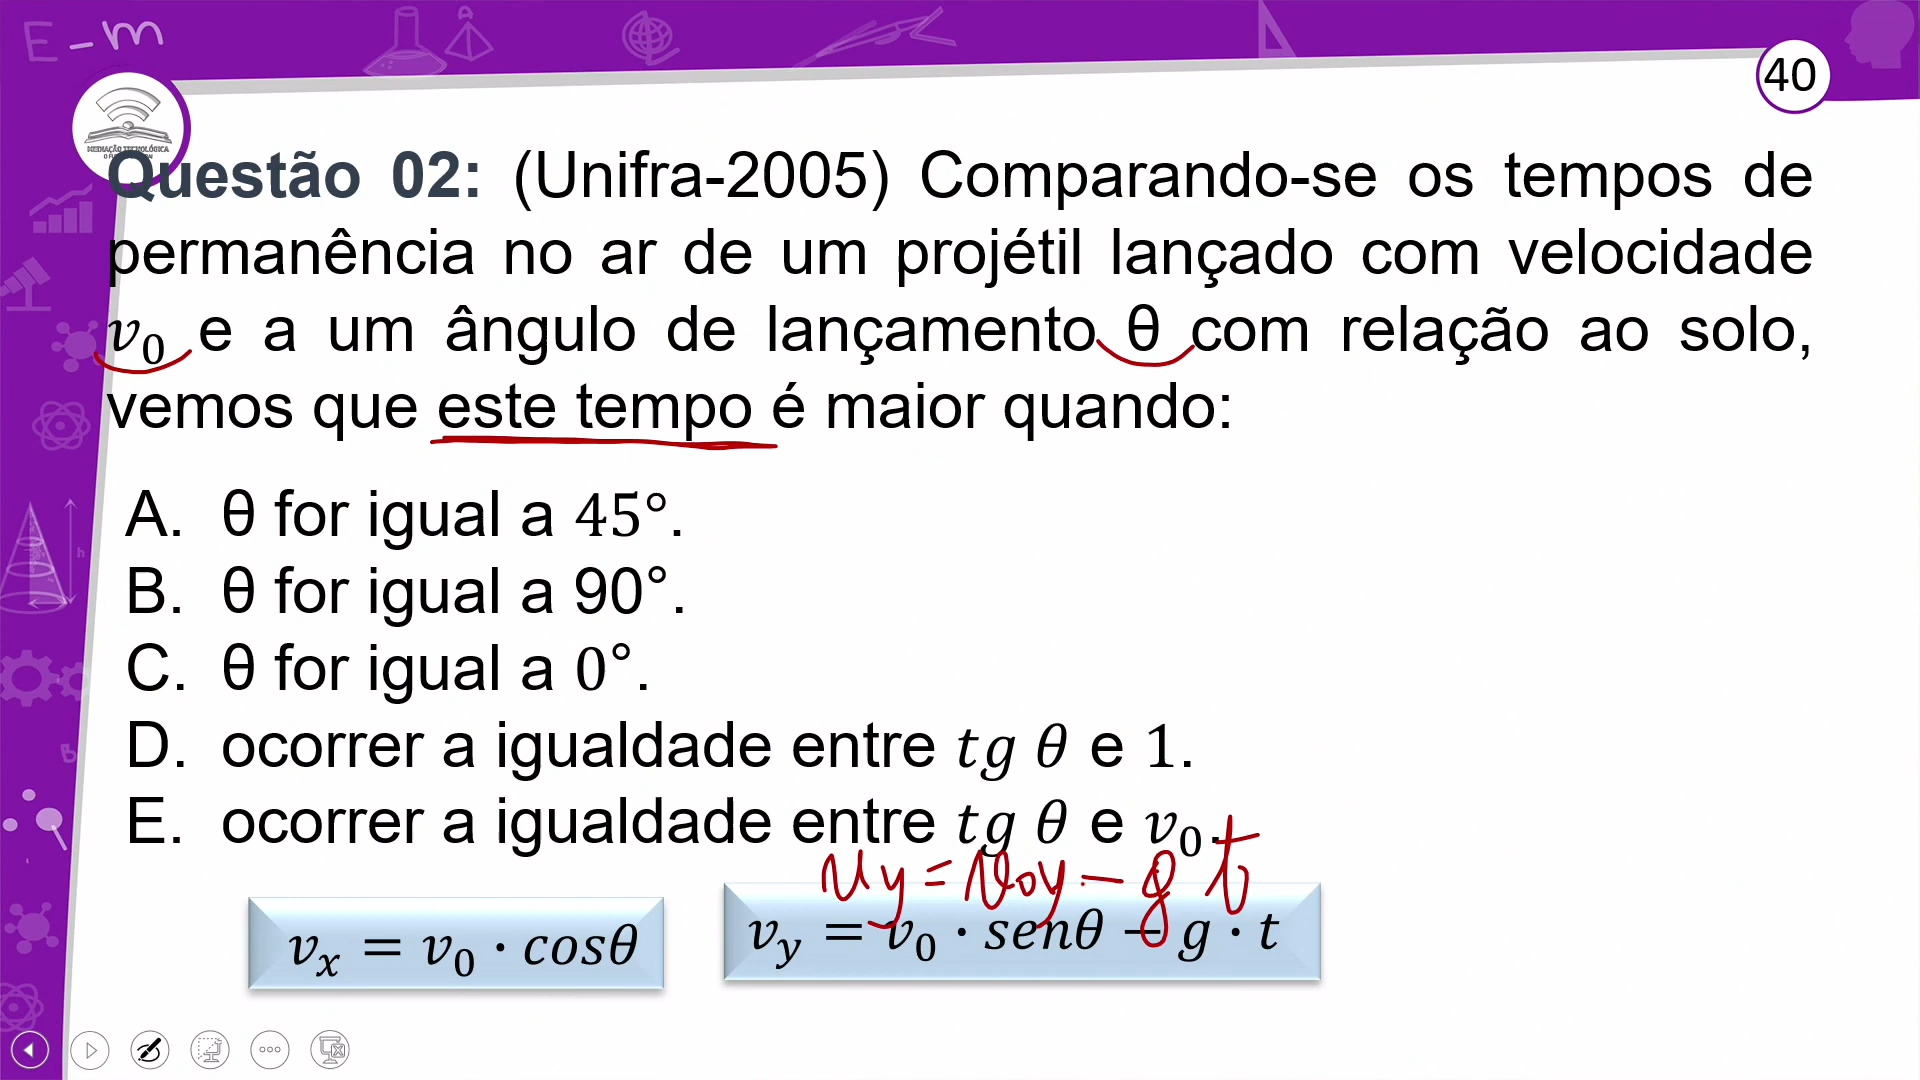 E-m
40
MEDIAÇÃO TECNOLÓGICA
Questão 02: (Unifra-2005) Comparando-se os tempos de
permanência no ar de um projétil lançado com velocidade
v₀ e a um ângulo de lançamento θ com relação ao solo,
vemos que este tempo é maior quando:
A. θ for igual a 45°.
B. θ for igual a 90°.
C. θ for igual a 0°.
D. ocorrer a igualdade entre tg θ e 1.
E. ocorrer a igualdade entre tg θ e v₀.
vy = v₀y - g t
vₓ = v₀ · cosθ
vy = v₀ · senθ − g · t